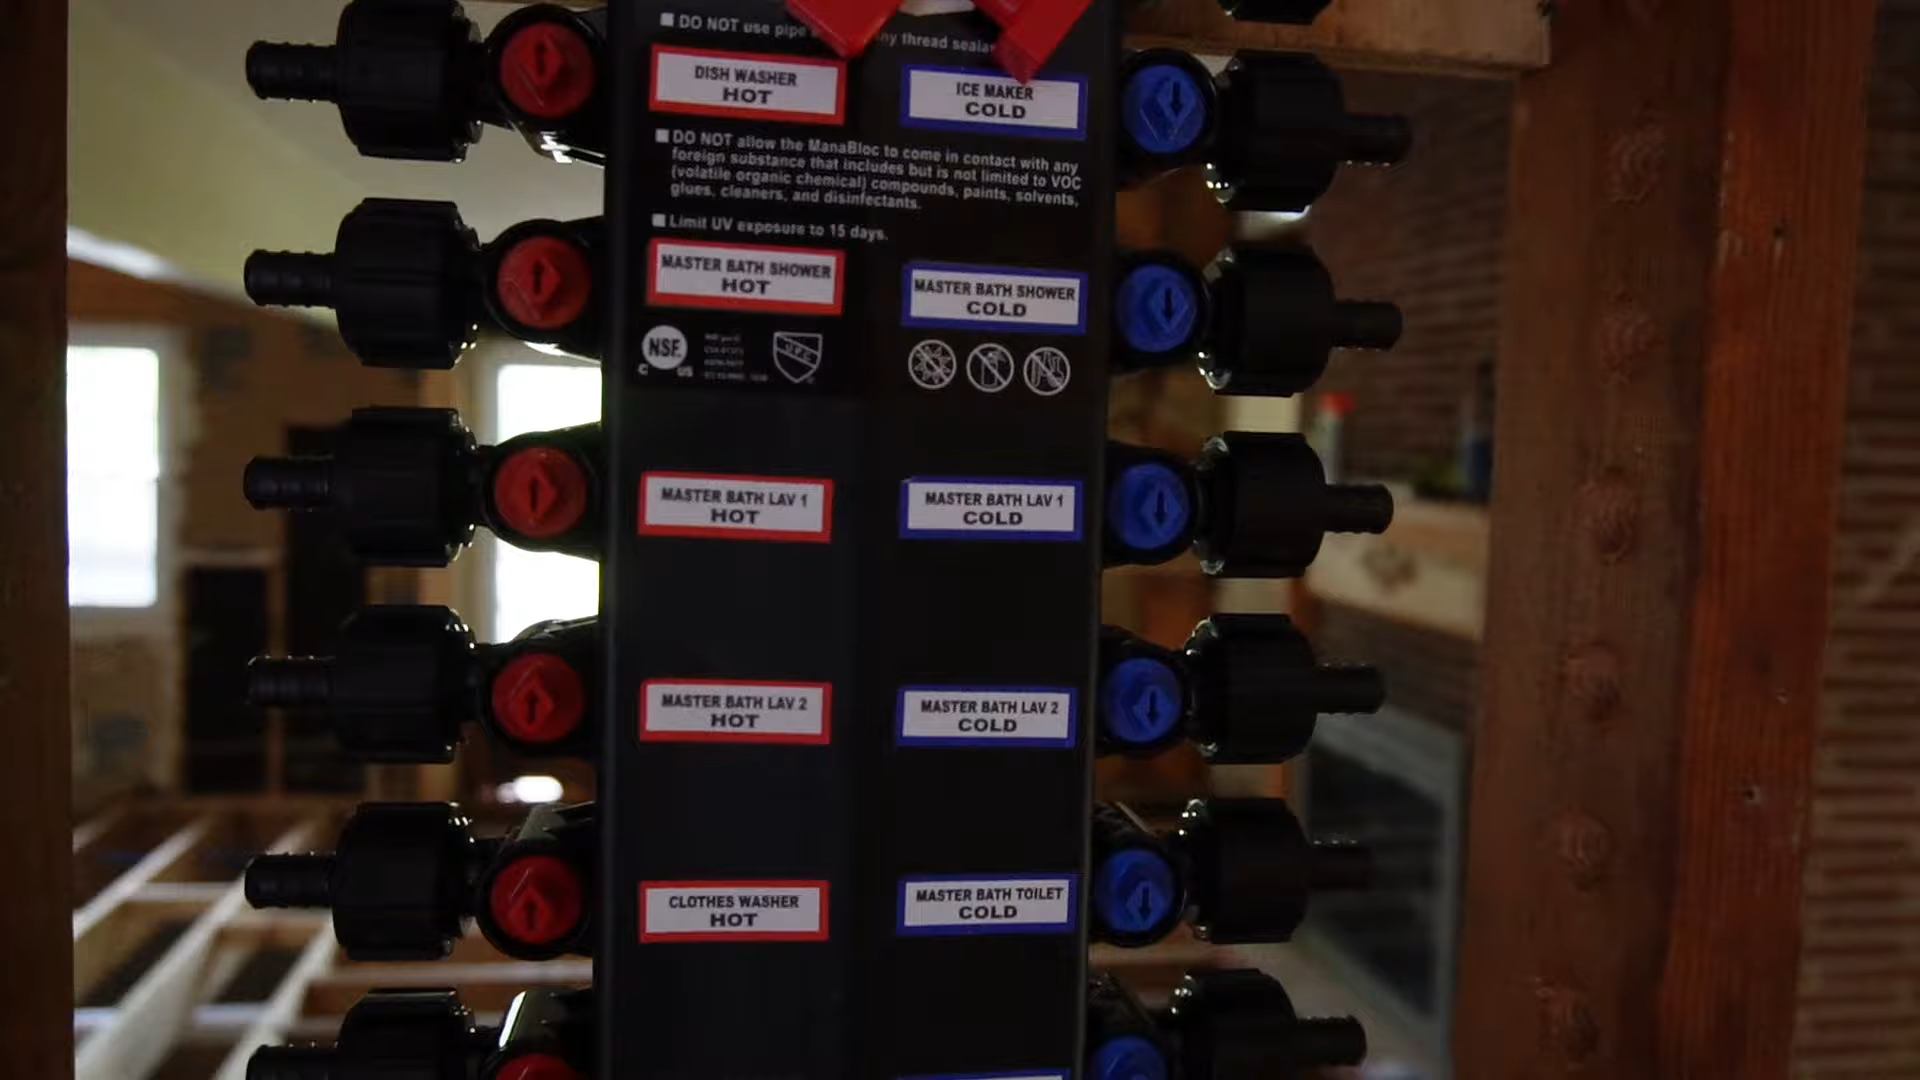 DO NOT use pipe
ny thread seala
DISH WASHER
HOT
ICE MAKER
COLD
DO NOT allow the ManaBloc to come in contact with any
foreign substance that includes but is not limited to VOC
(volatile organic chemical) compounds, paints, solvents,
glues, cleaners, and disinfectants.
Limit UV exposure to 15 days.
MASTER BATH SHOWER
HOT
MASTER BATH SHOWER
COLD
NSF.
C US
UPC
MASTER BATH LAV 1
HOT
MASTER BATH LAV 1
COLD
MASTER BATH LAV 2
HOT
MASTER BATH LAV 2
COLD
CLOTHES WASHER
HOT
MASTER BATH TOILET
COLD